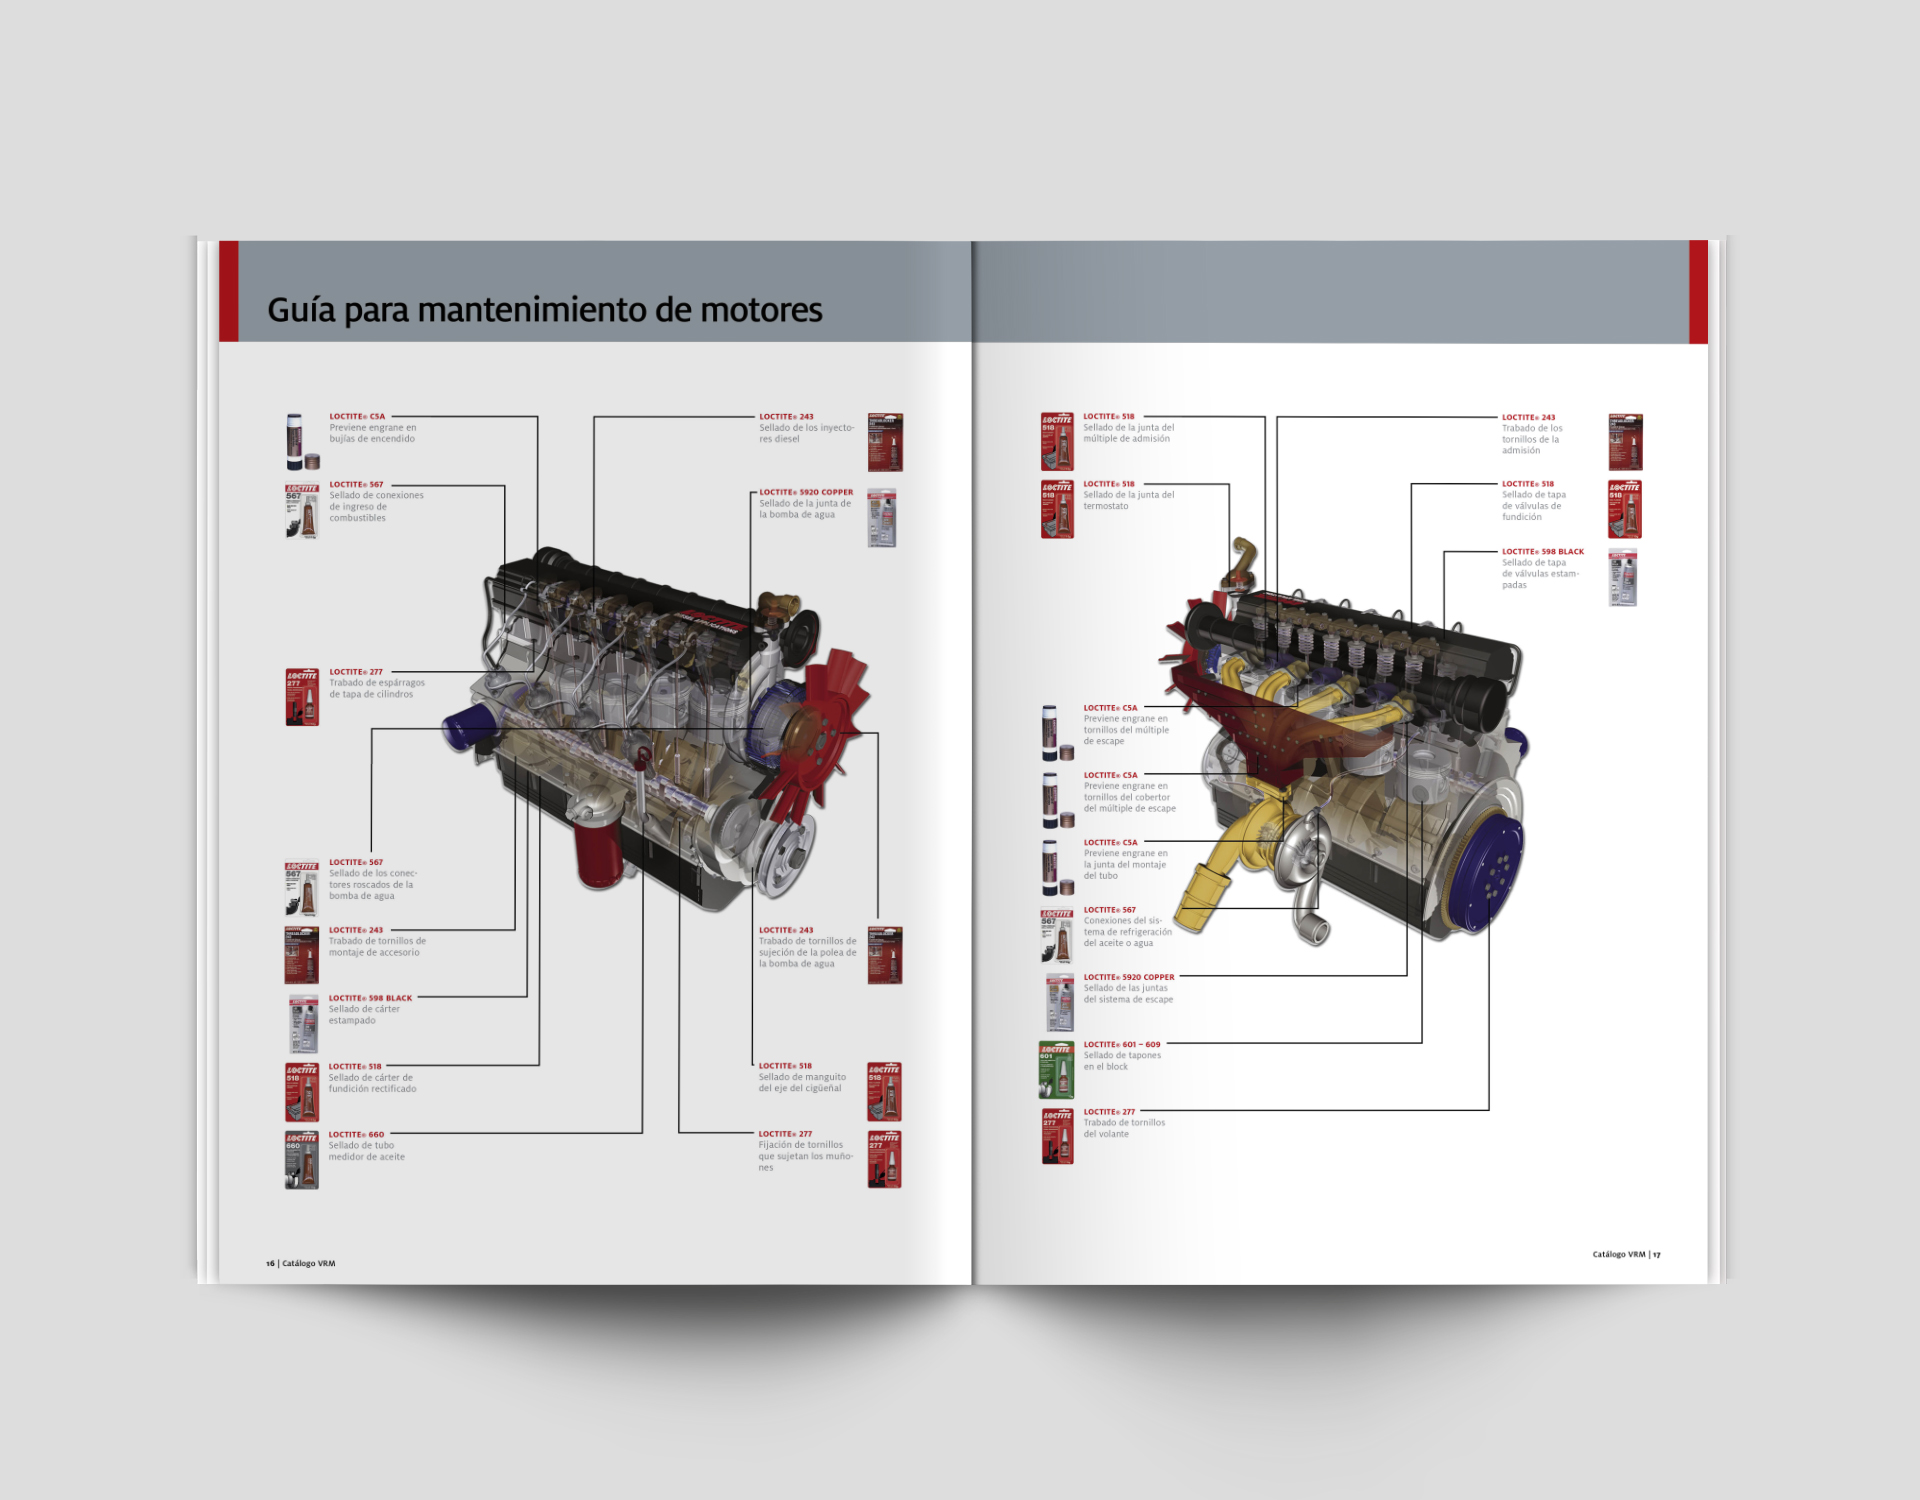 Guía para mantenimiento de motores
LOCTITE® C5A
Previene engrane en
bujías de encendido
LOCTITE® 567
Sellado de conexiones
de ingreso de
combustibles
LOCTITE® 277
Trabado de espárragos
de tapa de cilindros
LOCTITE® 567
Sellado de los conec-
tores roscados de la
bomba de agua
LOCTITE® 243
Trabado de tornillos de
montaje de accesorio
LOCTITE® 598 BLACK
Sellado de cárter
estampado
LOCTITE® 518
Sellado de cárter de
fundición rectificado
LOCTITE® 660
Sellado de tubo
medidor de aceite
LOCTITE® 243
Sellado de los inyecto-
res diesel
LOCTITE® 5920 COPPER
Sellado de la junta de
la bomba de agua
LOCTITE® 243
Trabado de tornillos de
sujeción de la polea de
la bomba de agua
LOCTITE® 518
Sellado de manguito
del eje del cigüeñal
LOCTITE® 277
Fijación de tornillos
que sujetan los muño-
nes
16 | Catálogo VRM
LOCTITE® 518
Sellado de la junta del
múltiple de admisión
LOCTITE® 518
Sellado de la junta del
termostato
LOCTITE® C5A
Previene engrane en
tornillos del múltiple
de escape
LOCTITE® C5A
Previene engrane en
tornillos del cobertor
del múltiple de escape
LOCTITE® C5A
Previene engrane en
la junta del montaje
del tubo
LOCTITE® 567
Conexiones del sis-
tema de refrigeración
del aceite o agua
LOCTITE® 5920 COPPER
Sellado de las juntas
del sistema de escape
LOCTITE® 601 – 609
Sellado de tapones
en el block
LOCTITE® 277
Trabado de tornillos
del volante
LOCTITE® 243
Trabado de los
tornillos de la
admisión
LOCTITE® 518
Sellado de tapa
de válvulas de
fundición
LOCTITE® 598 BLACK
Sellado de tapa
de válvulas estam-
padas
Catálogo VRM | 17